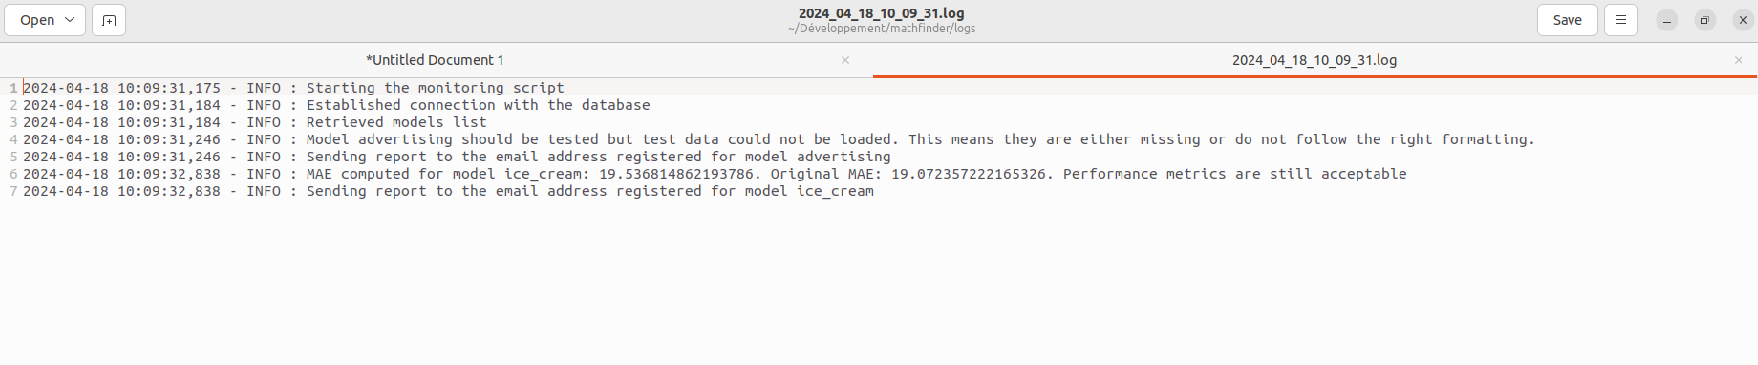 Open
2024_04_18_10_09_31.log
~/Développement/mathfinder/logs
Save
*Untitled Document 1
2024_04_18_10_09_31.log
1 2024-04-18 10:09:31,175 - INFO : Starting the monitoring script
2 2024-04-18 10:09:31,184 - INFO : Established connection with the database
3 2024-04-18 10:09:31,184 - INFO : Retrieved models list
4 2024-04-18 10:09:31,246 - INFO : Model advertising should be tested but test data could not be loaded. This means they are either missing or do not follow the right formatting.
5 2024-04-18 10:09:31,246 - INFO : Sending report to the email address registered for model advertising
6 2024-04-18 10:09:32,838 - INFO : MAE computed for model ice_cream: 19.536814862193786. Original MAE: 19.072357222165326. Performance metrics are still acceptable
7 2024-04-18 10:09:32,838 - INFO : Sending report to the email address registered for model ice_cream